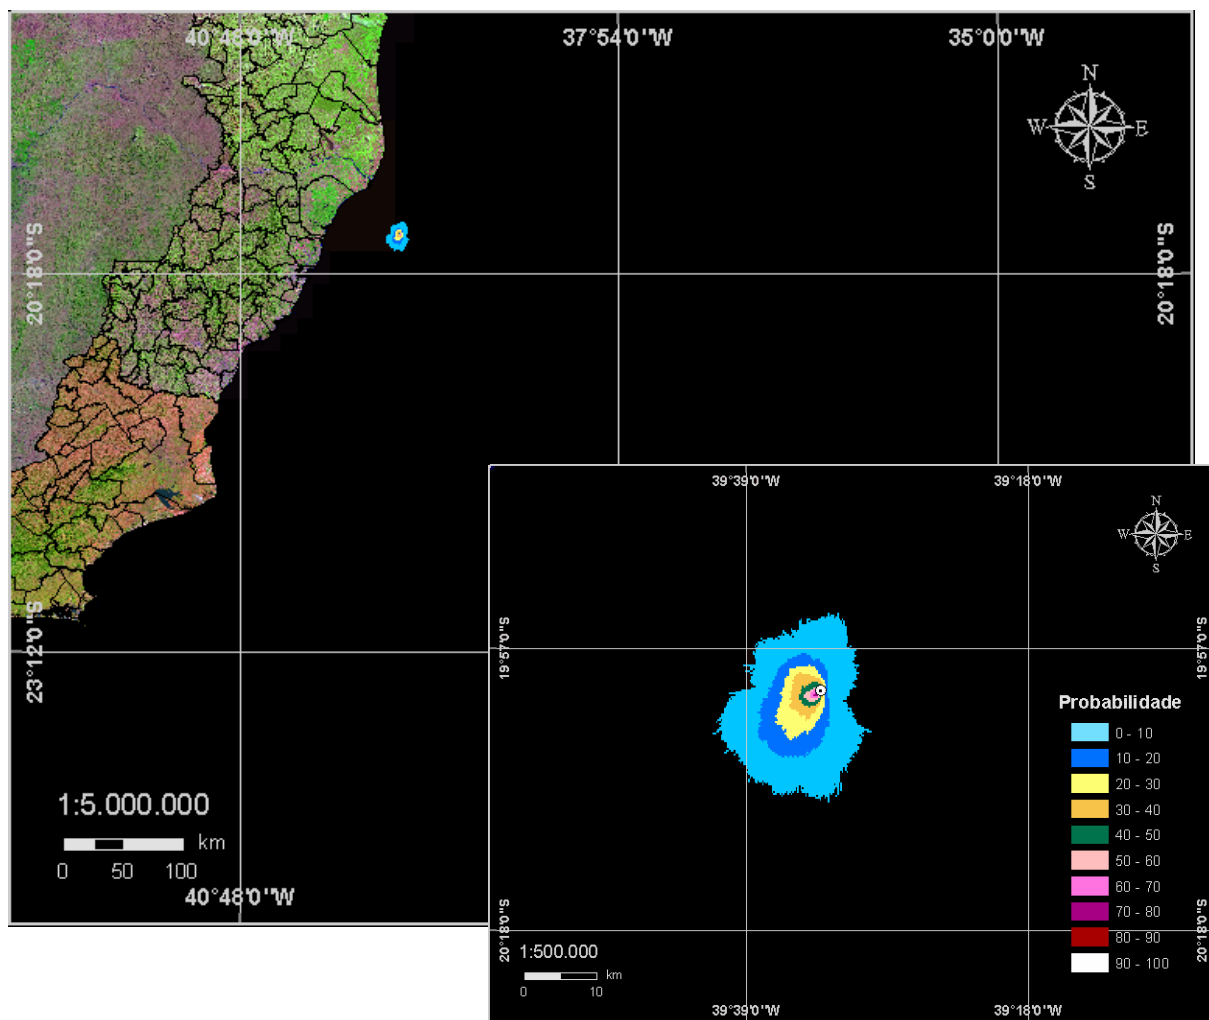 40°48'0"W
37°54'0"W
35°0'0"W
N
W
E
S
20°18'0"S
20°18'0"S
23°12'0"S
1:5.000.000
km
0 50 100
40°48'0"W
39°39'0"W
39°18'0"W
N
W
E
S
19°57'0"S
19°57'0"S
Probabilidade
0 - 10
10 - 20
20 - 30
30 - 40
40 - 50
50 - 60
60 - 70
70 - 80
80 - 90
90 - 100
20°18'0"S
20°18'0"S
1:500.000
km
0 10
39°39'0"W
39°18'0"W